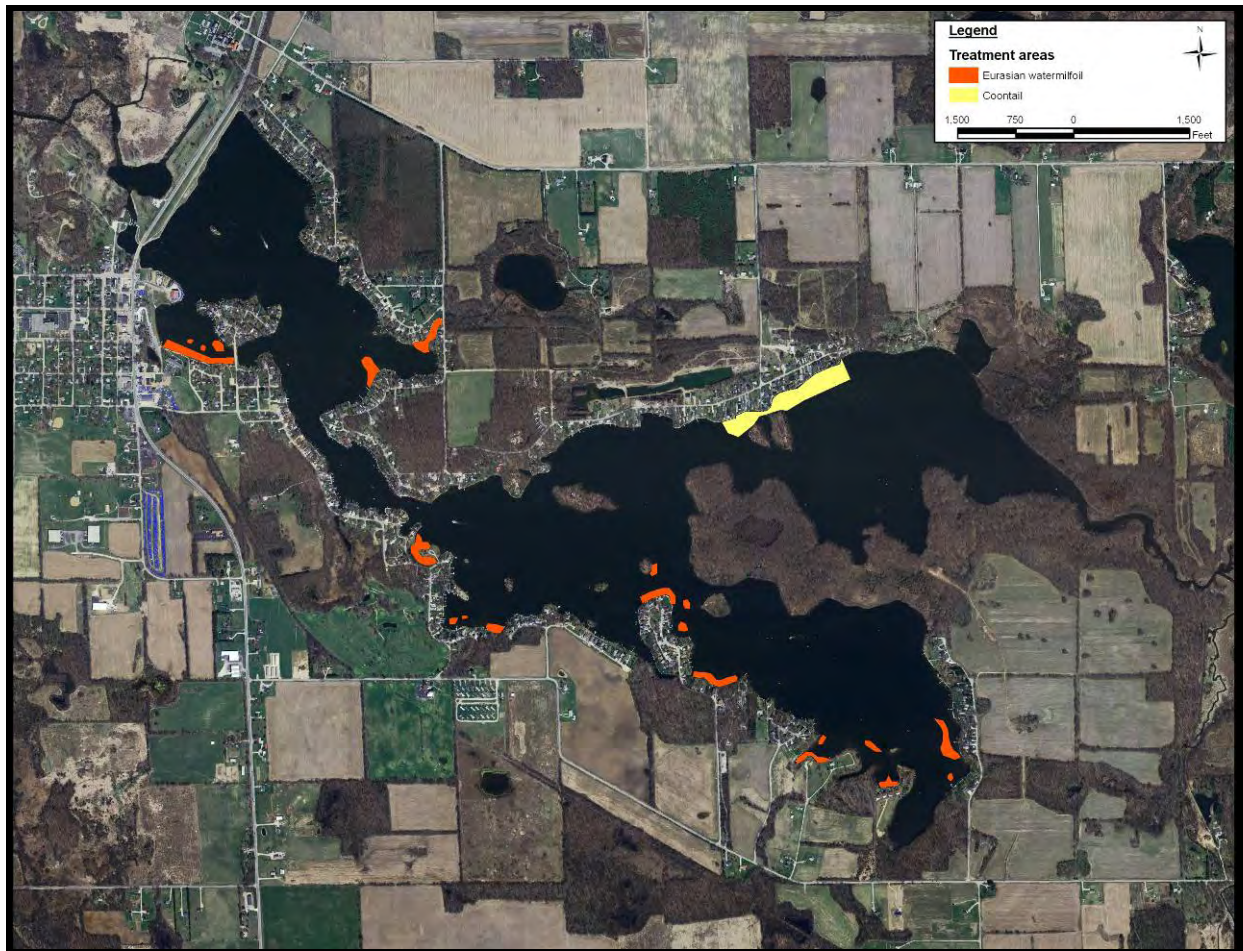 Legend
N
Treatment areas
Eurasian watermilfoil
Coontail
1,500 750 0 1,500
Feet